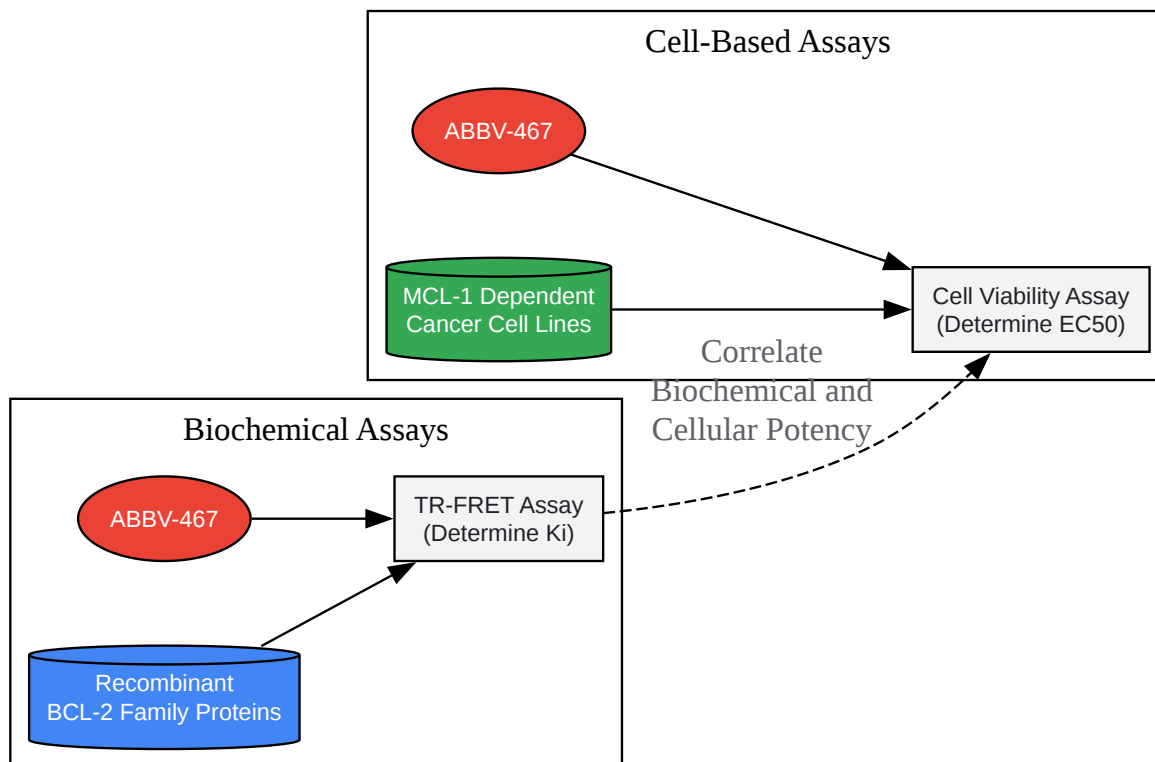 Cell-Based Assays
ABBV-467
MCL-1 Dependent
Cancer Cell Lines
Cell Viability Assay
(Determine EC50)
Correlate
Biochemical and
Cellular Potency
Biochemical Assays
ABBV-467
TR-FRET Assay
(Determine Ki)
Recombinant
BCL-2 Family Proteins